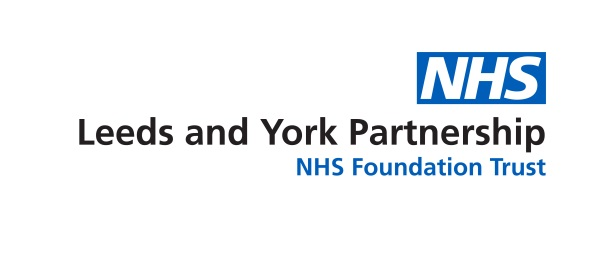 NHS
Leeds and York Partnership
NHS Foundation Trust